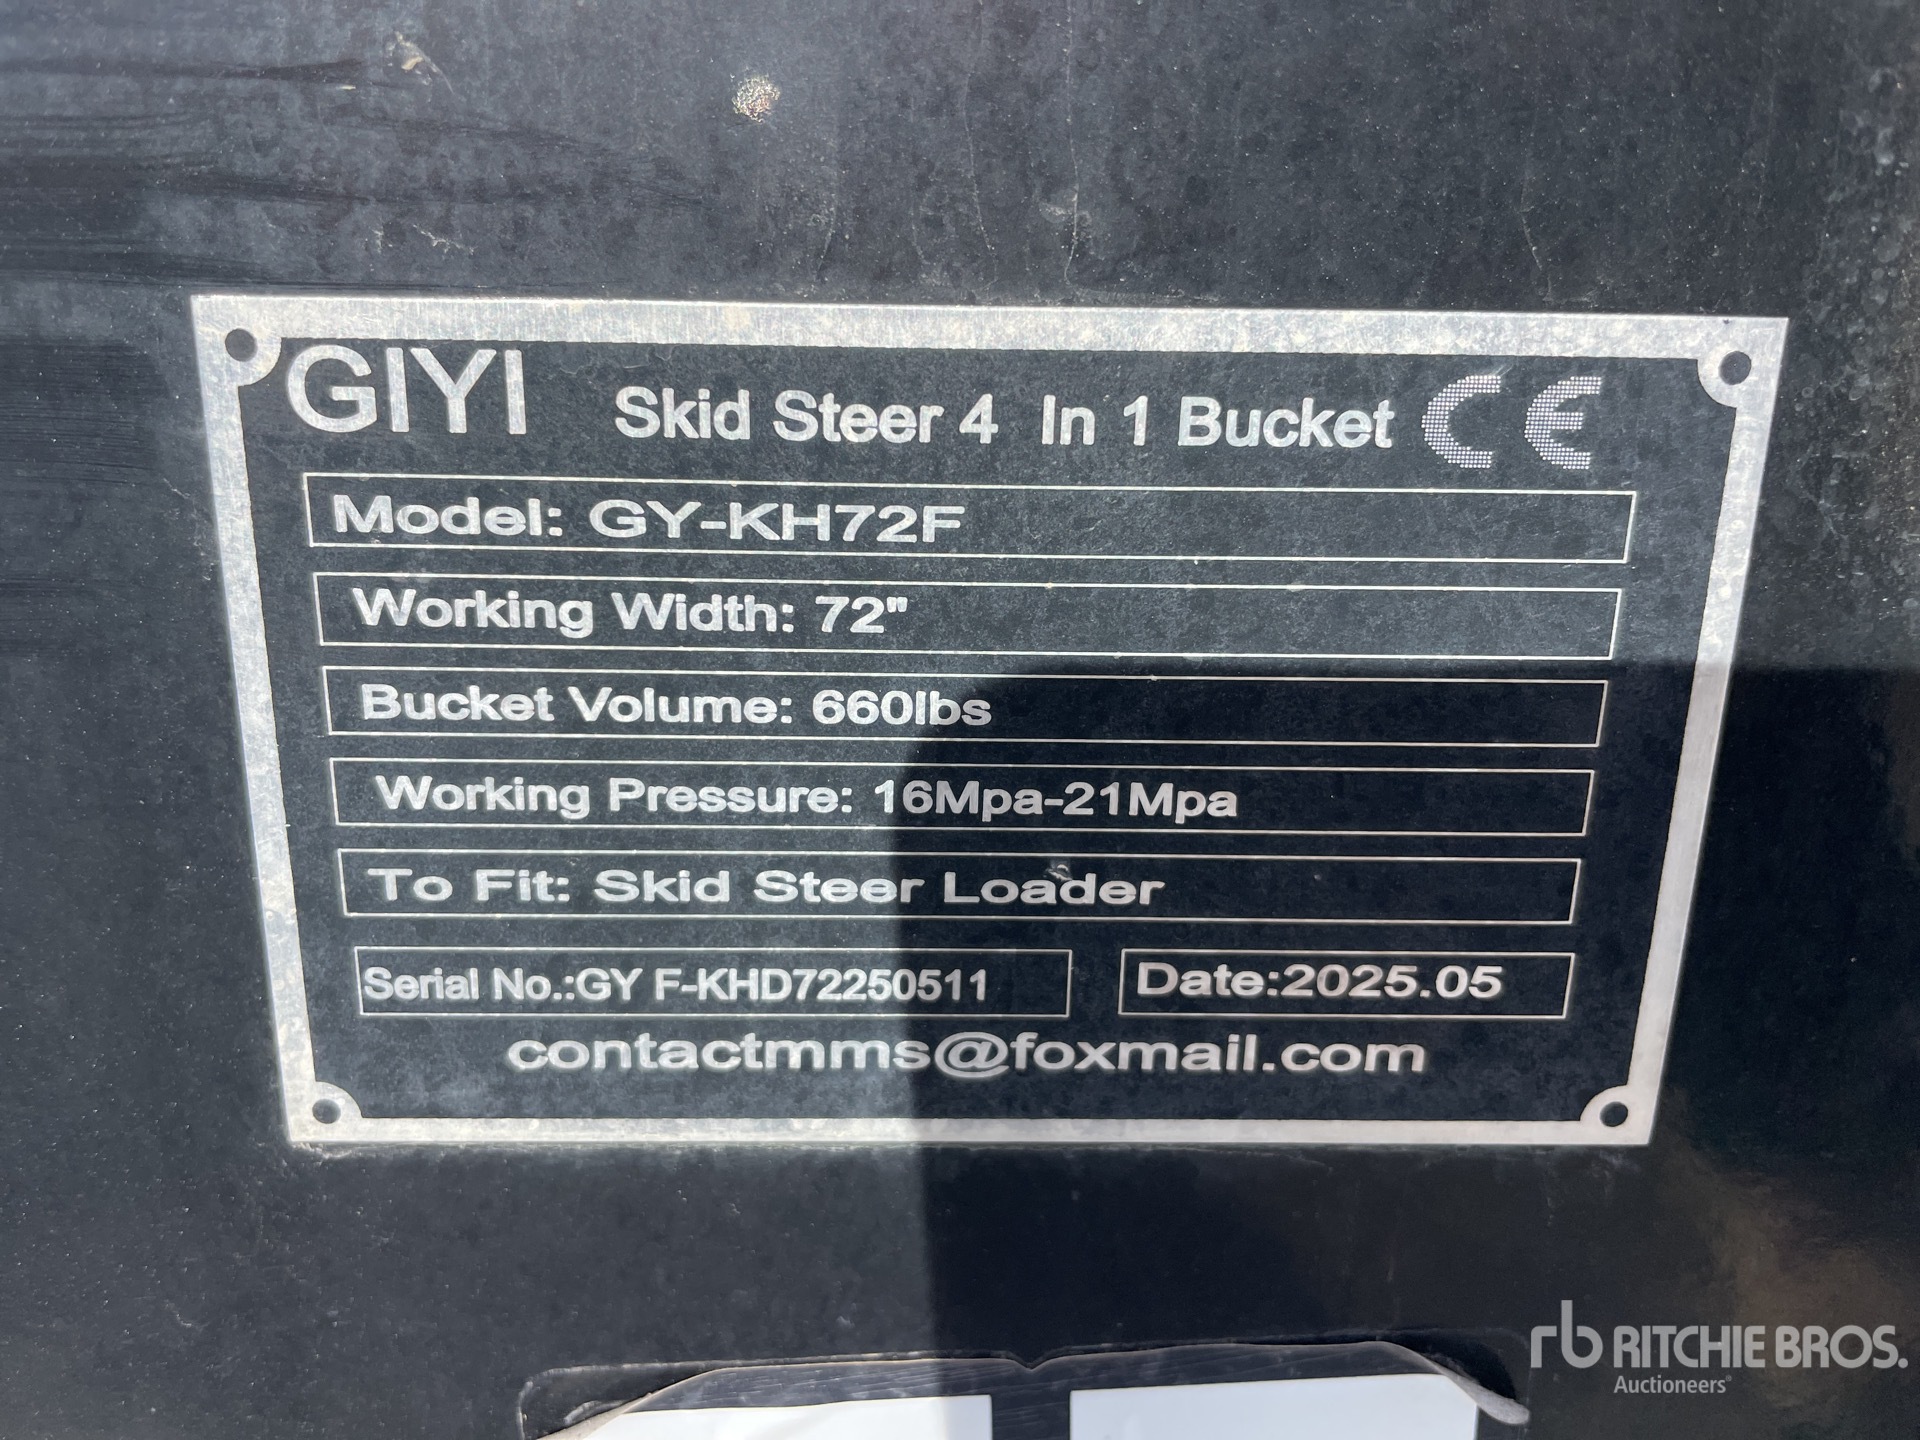 GIYI Skid Steer 4 In 1 Bucket CE
Model: GY-KH72F
Working Width: 72"
Bucket Volume: 660lbs
Working Pressure: 16Mpa-21Mpa
To Fit: Skid Steer Loader
Serial No.:GY F-KHD72250511 Date:2025.05
contactmms@foxmail.com
rb RITCHIE BROS.
Auctioneers